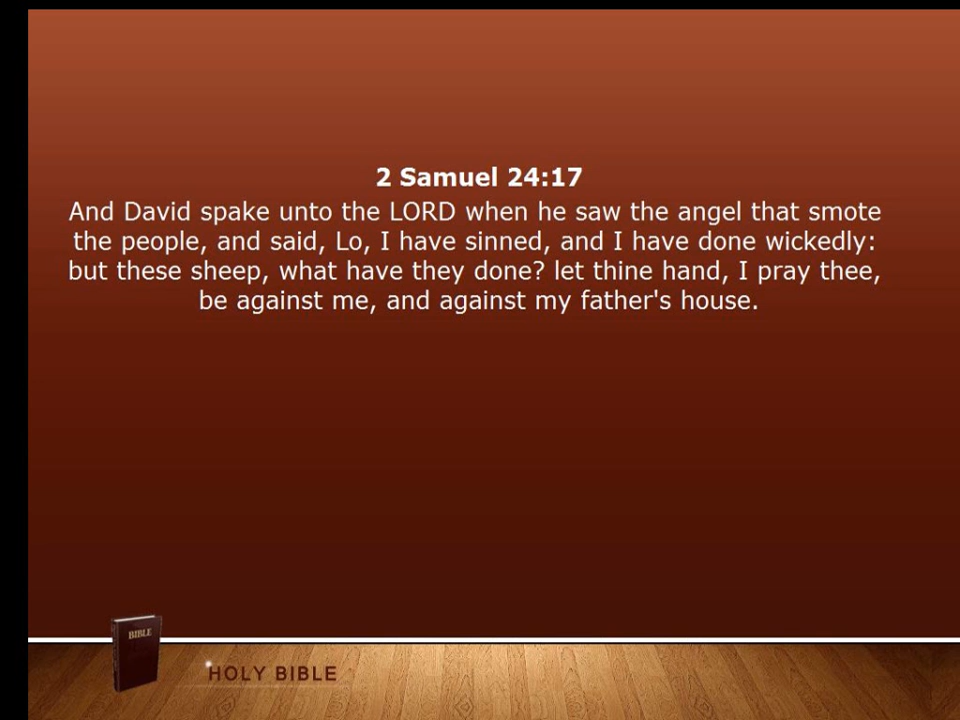 2 Samuel 24:17
And David spake unto the LORD when he saw the angel that smote
the people, and said, Lo, I have sinned, and I have done wickedly:
but these sheep, what have they done? let thine hand, I pray thee,
be against me, and against my father's house.
BIBLE
HOLY BIBLE